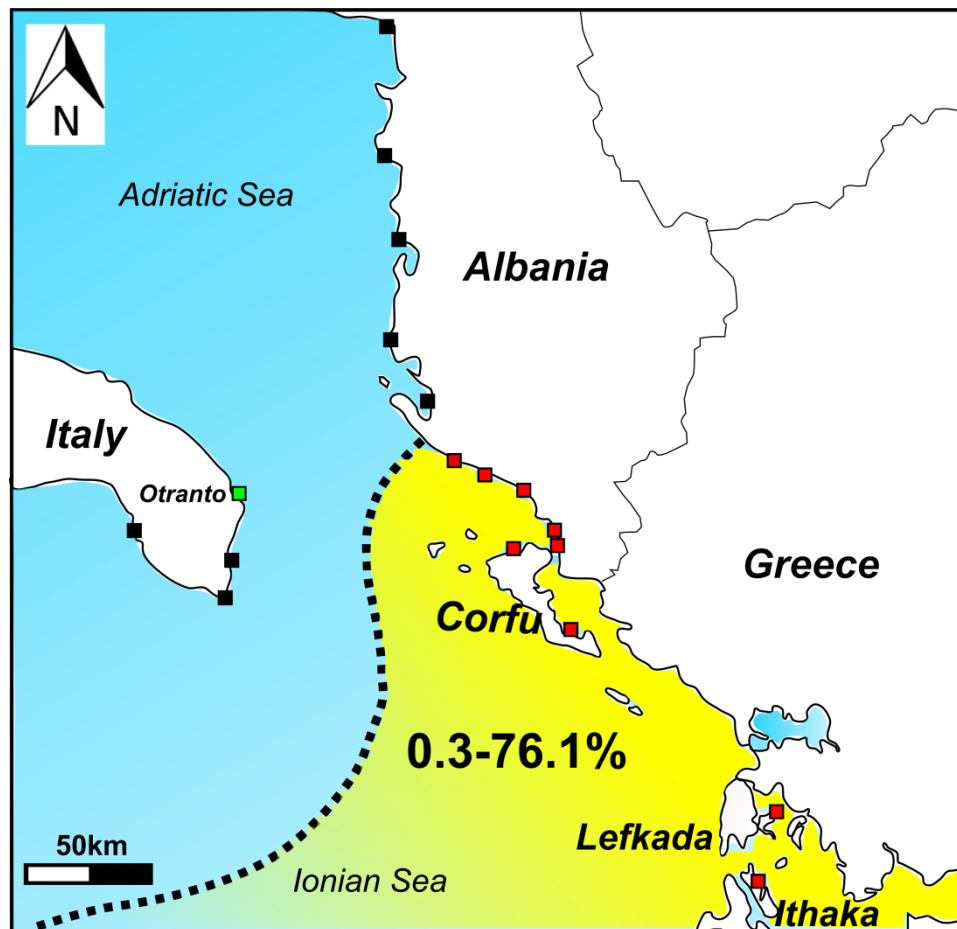 N
Adriatic Sea
Albania
Italy
Otranto
Greece
Corfu
0.3-76.1%
Lefkada
50km
Ionian Sea
Ithaka